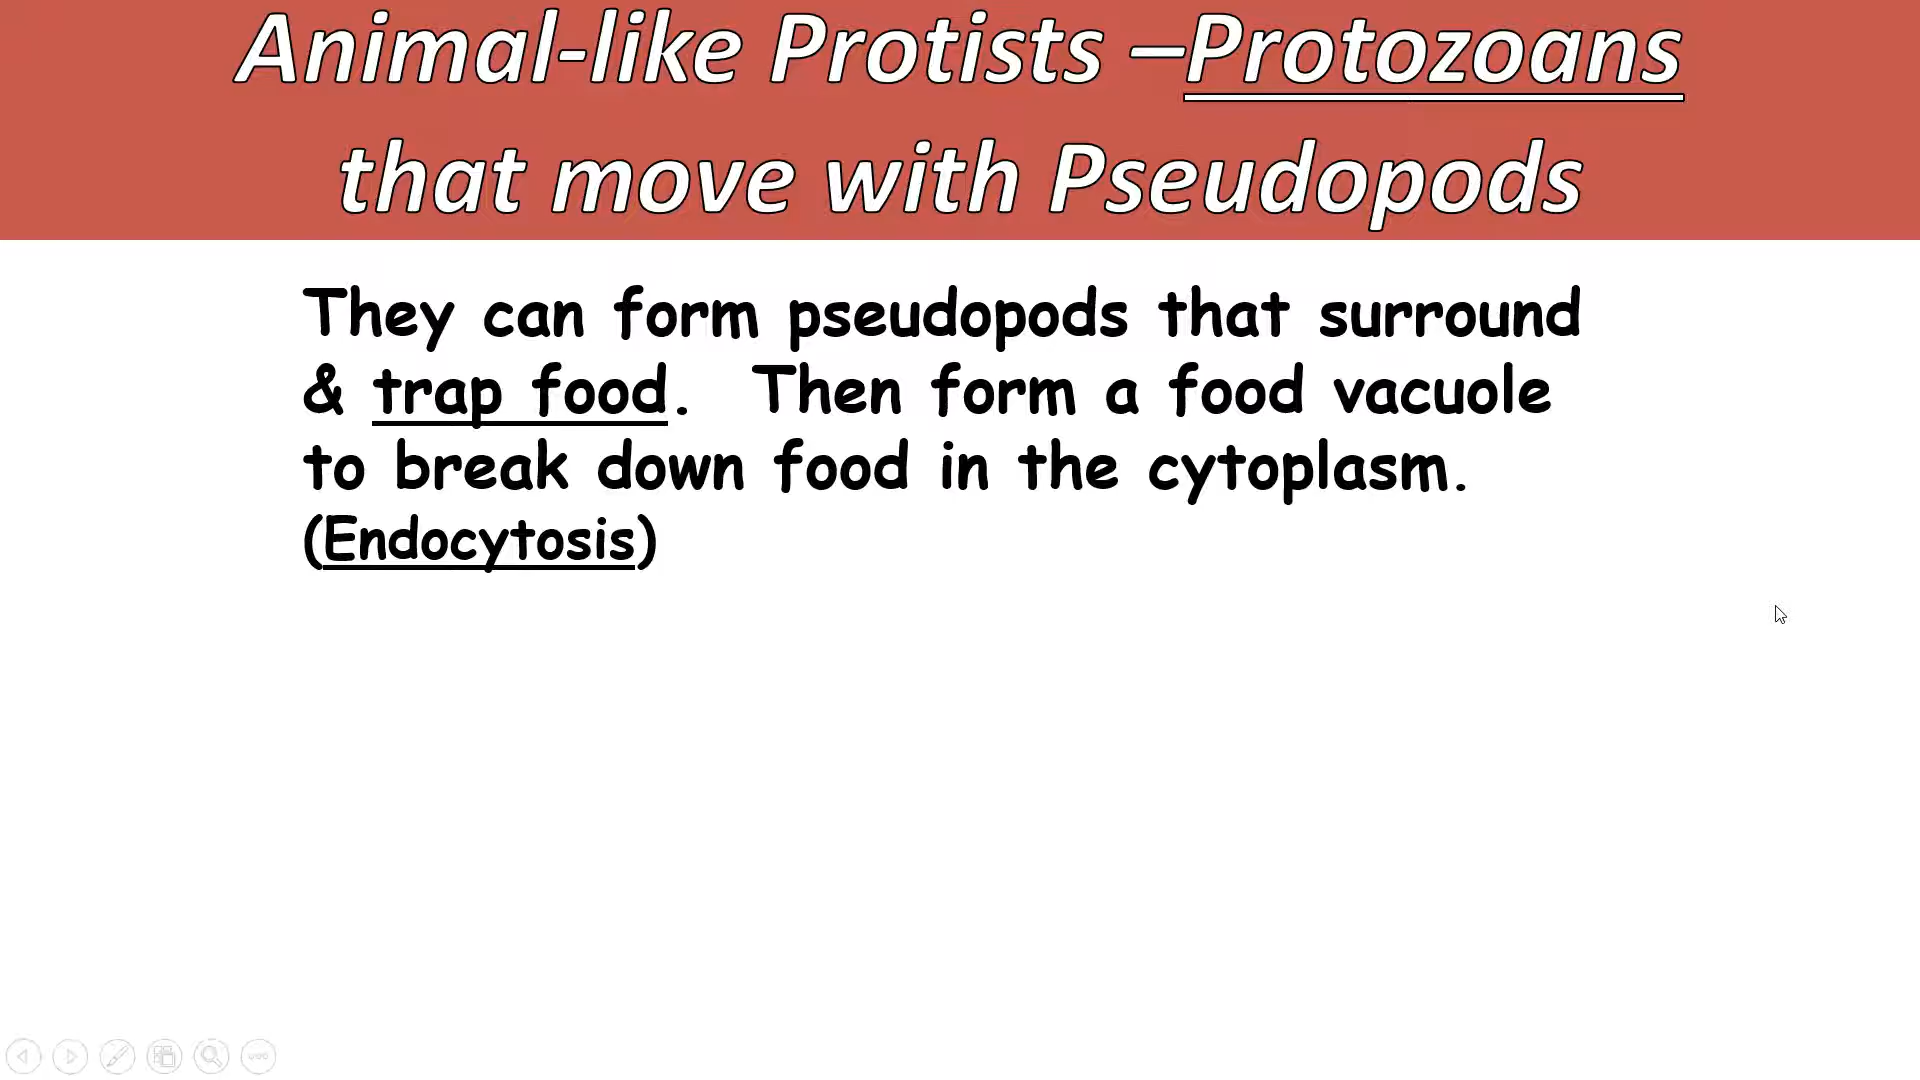 Animal-like Protists –Protozoans
that move with Pseudopods
They can form pseudopods that surround
& trap food.  Then form a food vacuole
to break down food in the cytoplasm.
(Endocytosis)